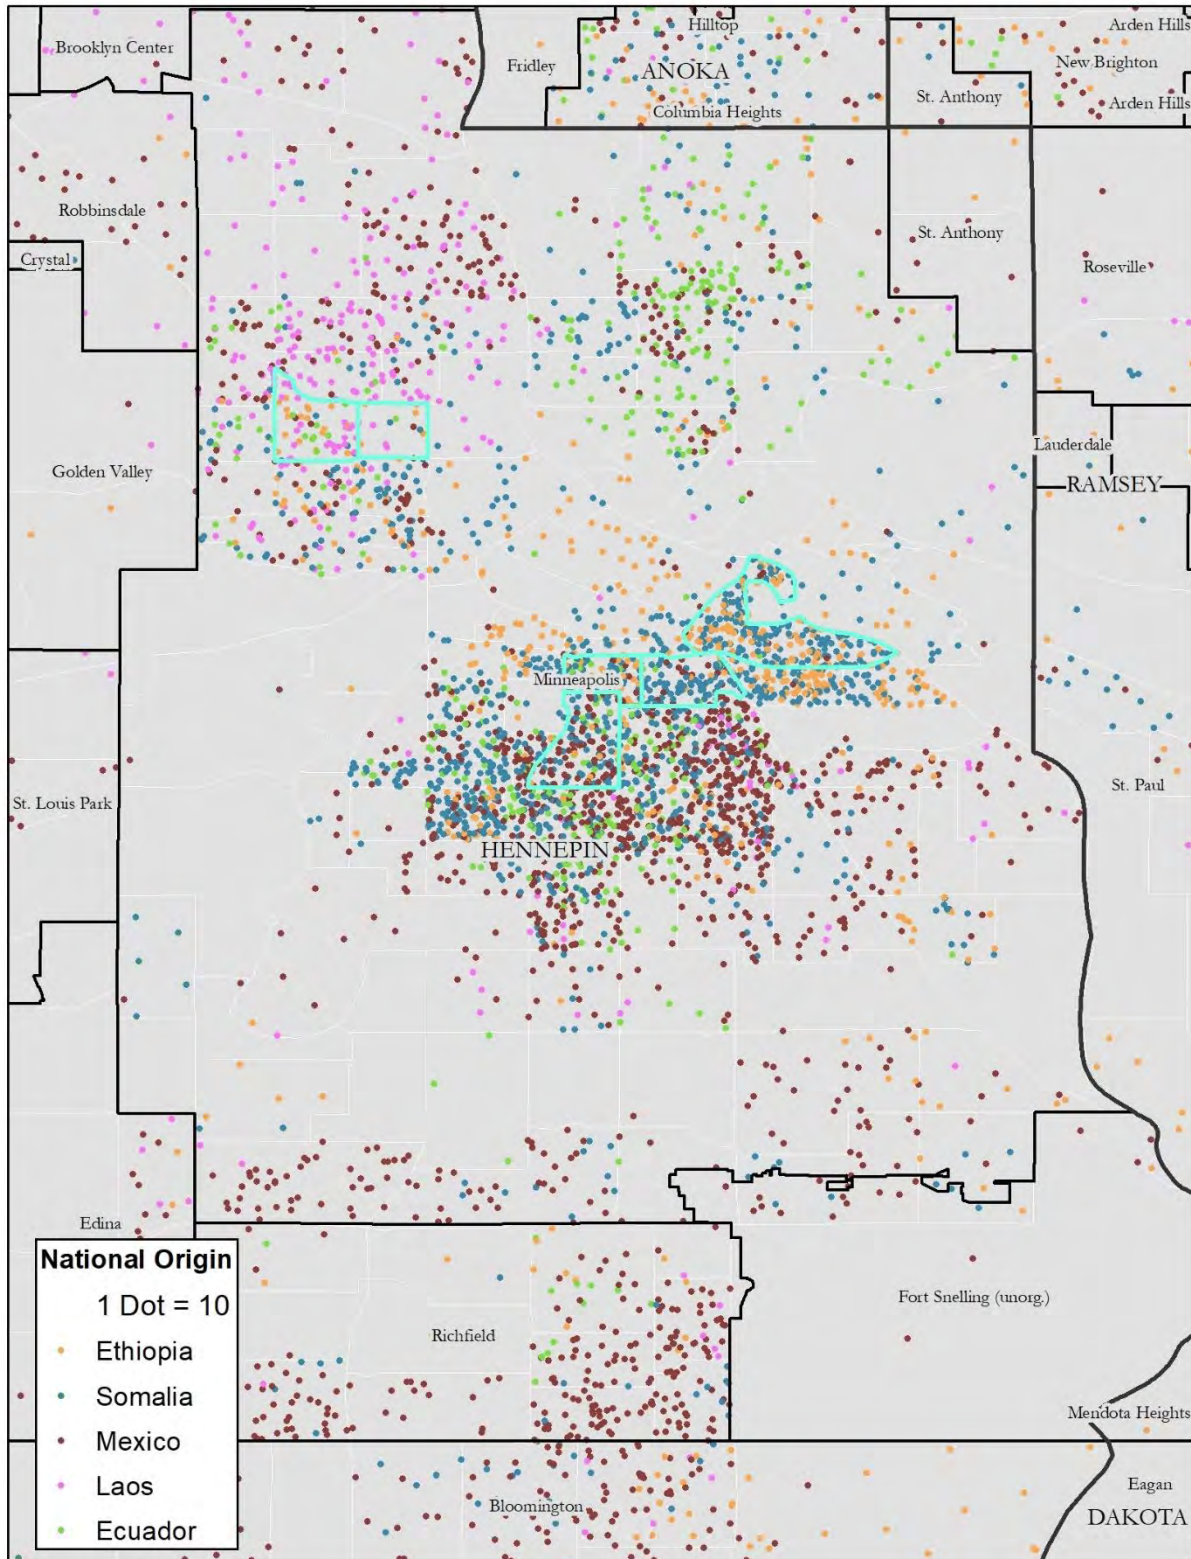 Hilltop
Arden Hills
Brooklyn Center
Fridley
ANOKA
New Brighton
St. Anthony
Arden Hills
Columbia Heights
Robbinsdale
St. Anthony
Crystal
Roseville
Lauderdale
Golden Valley
RAMSEY
Minneapolis
St. Louis Park
St. Paul
HENNEPIN
Edina
National Origin
1 Dot = 10
Ethiopia
Somalia
Mexico
Laos
Ecuador
Fort Snelling (unorg.)
Richfield
Mendota Heights
Eagan
Bloomington
DAKOTA